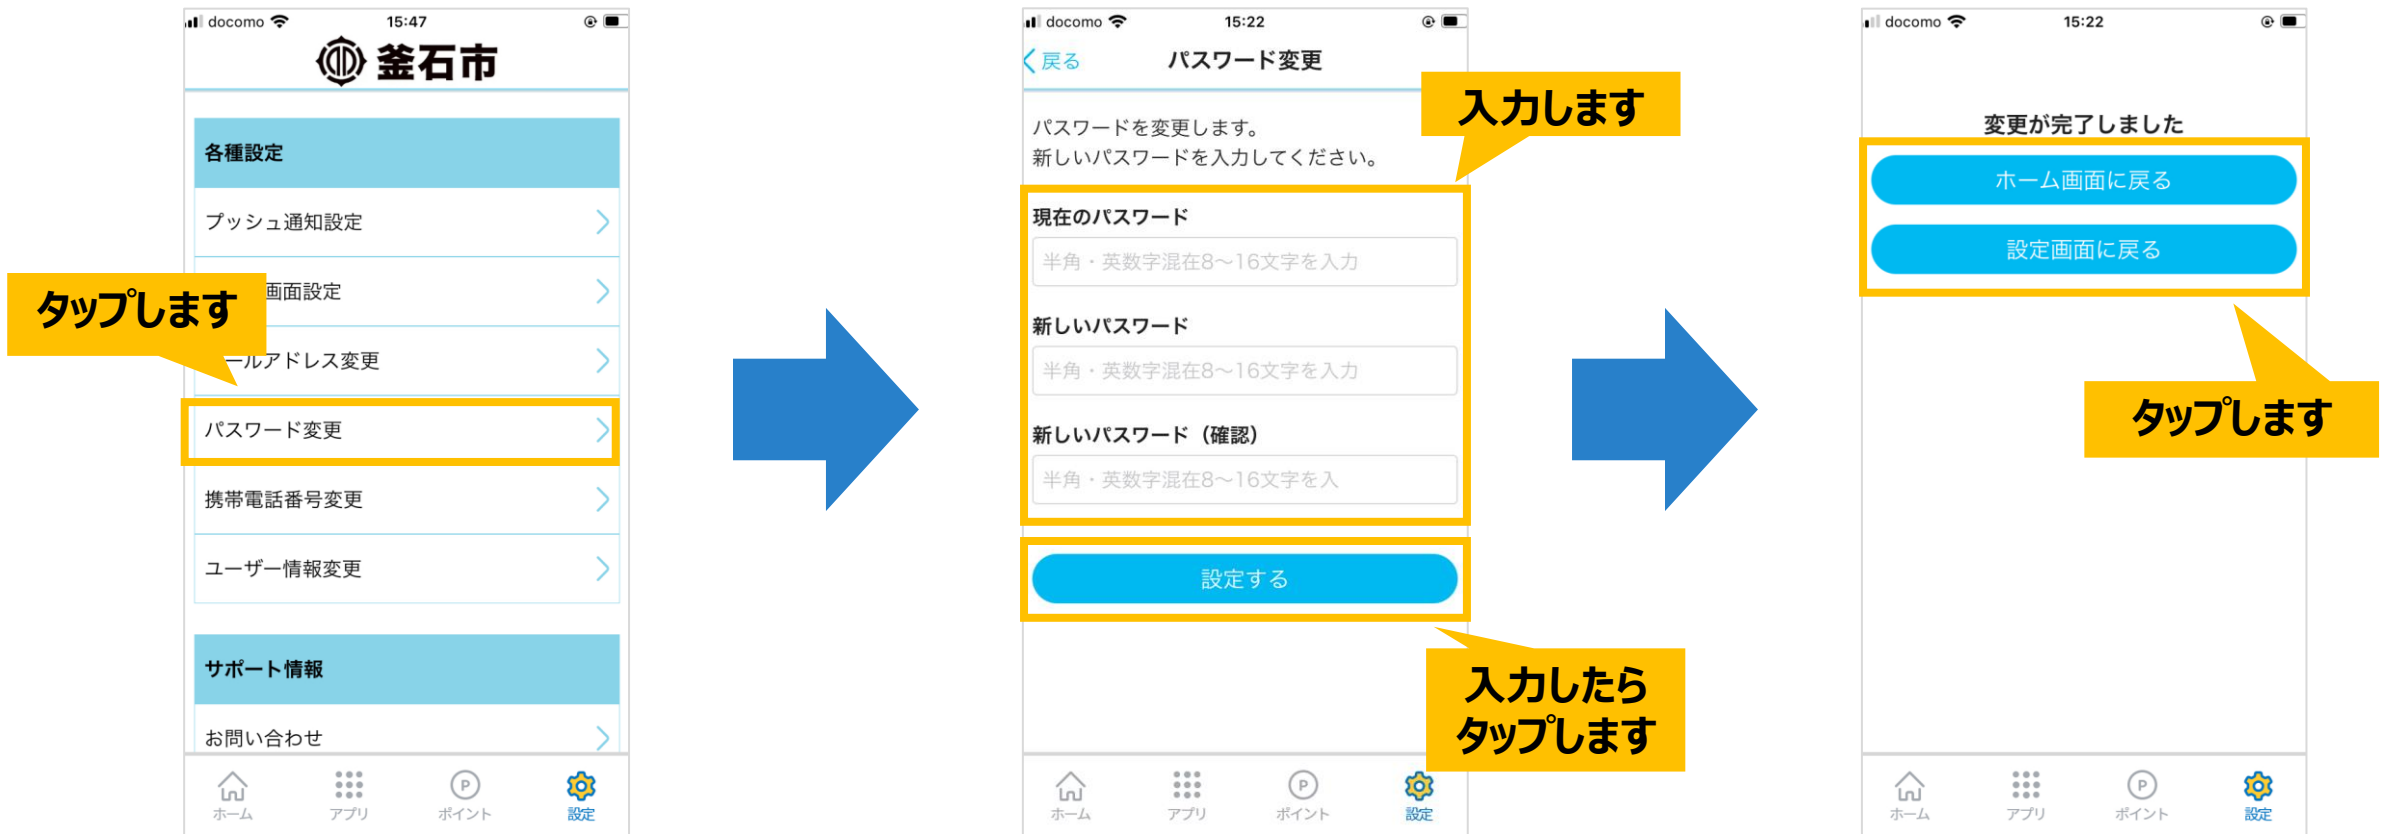 docomo 15:47
釜石市
各種設定
プッシュ通知設定
画面設定
タップします
ールアドレス変更
パスワード変更
携帯電話番号変更
ユーザー情報変更
サポート情報
お問い合わせ
ホーム アプリ ポイント 設定
docomo 15:22
戻る パスワード変更
入力します
パスワードを変更します。
新しいパスワードを入力してください。
現在のパスワード
半角・英数字混在8〜16文字を入力
新しいパスワード
半角・英数字混在8〜16文字を入力
新しいパスワード（確認）
半角・英数字混在8〜16文字を入
設定する
入力したら
タップします
ホーム アプリ ポイント 設定
docomo 15:22
変更が完了しました
ホーム画面に戻る
設定画面に戻る
タップします
ホーム アプリ ポイント 設定